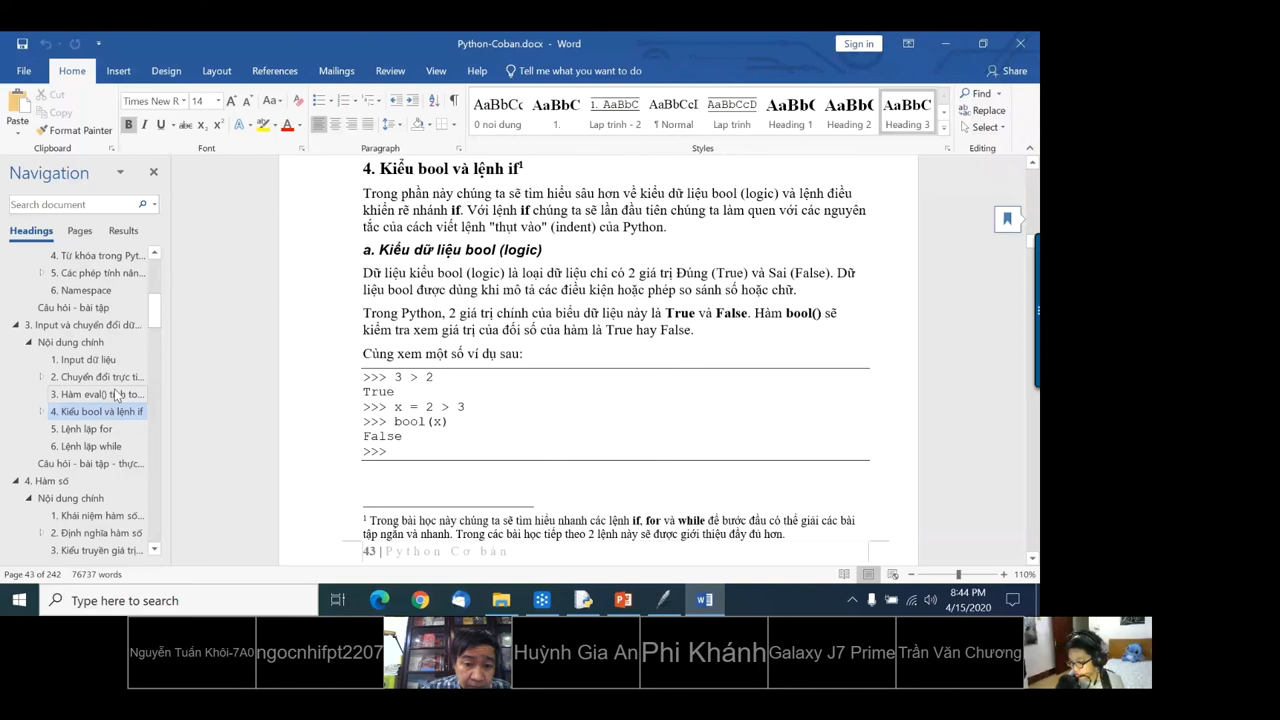 Python-Coban.docx - Word
Sign in
File
Home
Insert
Design
Layout
References
Mailings
Review
View
Help
Tell me what you want to do
Share
Paste
Cut
Copy
Format Painter
Clipboard
Times New R
14
Font
Paragraph
AaBbCc
0 noi dung
AaBbC
1.
1. AaBbC
Lap trinh - 2
AaBbCcI
¶ Normal
AaBbCcD
Lap trinh
AaBbC
Heading 1
AaBbC
Heading 2
AaBbC
Heading 3
Styles
Find
Replace
Select
Editing
Navigation
Search document
Headings
Pages
Results
4. Từ khóa trong Pyt...
5. Các phép tính nân...
6. Namespace
Câu hỏi - bài tập
3. Input và chuyển đổi dữ...
Nội dung chính
1. Input dữ liệu
2. Chuyển đổi trực ti...
3. Hàm eval() tính to...
4. Kiểu bool và lệnh if
5. Lệnh lặp for
6. Lệnh lặp while
Câu hỏi - bài tập - thực...
4. Hàm số
Nội dung chính
1. Khái niệm hàm số...
2. Định nghĩa hàm số
3. Kiểu truyền giá trị...
4. Kiểu bool và lệnh if1
Trong phần này chúng ta sẽ tìm hiểu sâu hơn về kiểu dữ liệu bool (logic) và lệnh điều
khiển rẽ nhánh if. Với lệnh if chúng ta sẽ lần đầu tiên chúng ta làm quen với các nguyên
tắc của cách viết lệnh "thụt vào" (indent) của Python.
a. Kiểu dữ liệu bool (logic)
Dữ liệu kiểu bool (logic) là loại dữ liệu chỉ có 2 giá trị Đúng (True) và Sai (False). Dữ
liệu bool được dùng khi mô tả các điều kiện hoặc phép so sánh số hoặc chữ.
Trong Python, 2 giá trị chính của biểu dữ liệu này là True và False. Hàm bool() sẽ
kiểm tra xem giá trị của đối số của hàm là True hay False.
Cùng xem một số ví dụ sau:
>>> 3 > 2
True
>>> x = 2 > 3
>>> bool(x)
False
>>>
1 Trong bài học này chúng ta sẽ tìm hiểu nhanh các lệnh if, for và while để bước đầu có thể giải các bài
tập ngắn và nhanh. Trong các bài học tiếp theo 2 lệnh này sẽ được giới thiệu đầy đủ hơn.
43 | Python Cơ bản
Page 43 of 242
76737 words
110%
Type here to search
8:44 PM
4/15/2020
Nguyễn Tuấn Khôi-7A0
ngocnhifpt2207
Huỳnh Gia An
Phi Khánh
Galaxy J7 Prime
Trần Văn Chương